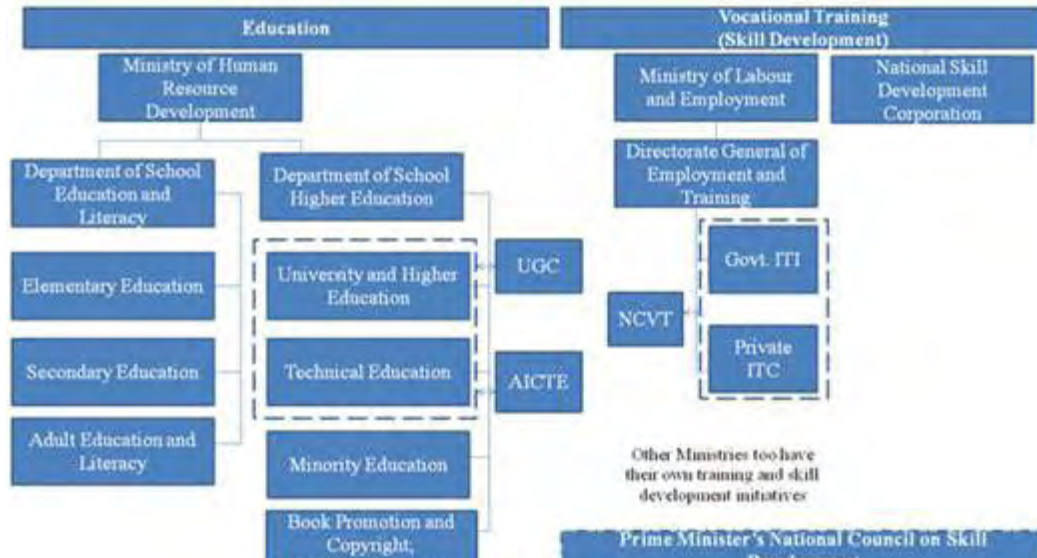 Education
Vocational Training
(Skill Development)
Ministry of Human
Resource
Development
Ministry of Labour
and Employment
National Skill
Development
Corporation
Department of School
Education and
Literacy
Department of School
Higher Education
Directorate General of
Employment and
Training
Elementary Education
University and Higher
Education
UGC
Govt. ITI
NCVT
Secondary Education
Technical Education
AICTE
Private
ITC
Adult Education and
Literacy
Minority Education
Other Ministries too have
their own training and skill
development initiatives
Book Promotion and
Copyright,
Prime Minister's National Council on Skill